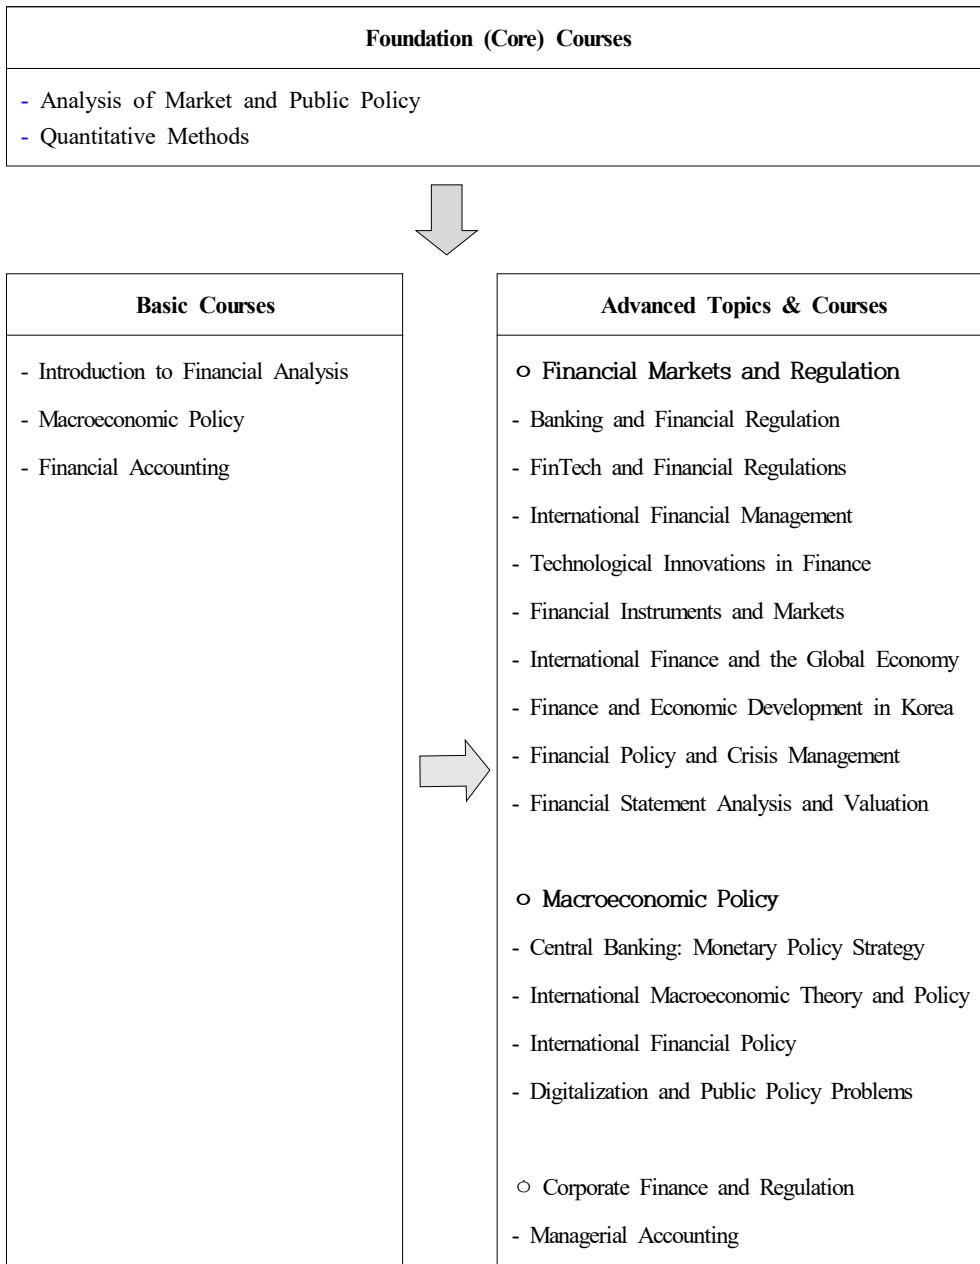 Foundation (Core) Courses
- Analysis of Market and Public Policy
- Quantitative Methods
Basic Courses
- Introduction to Financial Analysis
- Macroeconomic Policy
- Financial Accounting
Advanced Topics & Courses
o Financial Markets and Regulation
- Banking and Financial Regulation
- FinTech and Financial Regulations
- International Financial Management
- Technological Innovations in Finance
- Financial Instruments and Markets
- International Finance and the Global Economy
- Finance and Economic Development in Korea
- Financial Policy and Crisis Management
- Financial Statement Analysis and Valuation
o Macroeconomic Policy
- Central Banking: Monetary Policy Strategy
- International Macroeconomic Theory and Policy
- International Financial Policy
- Digitalization and Public Policy Problems
○ Corporate Finance and Regulation
- Managerial Accounting